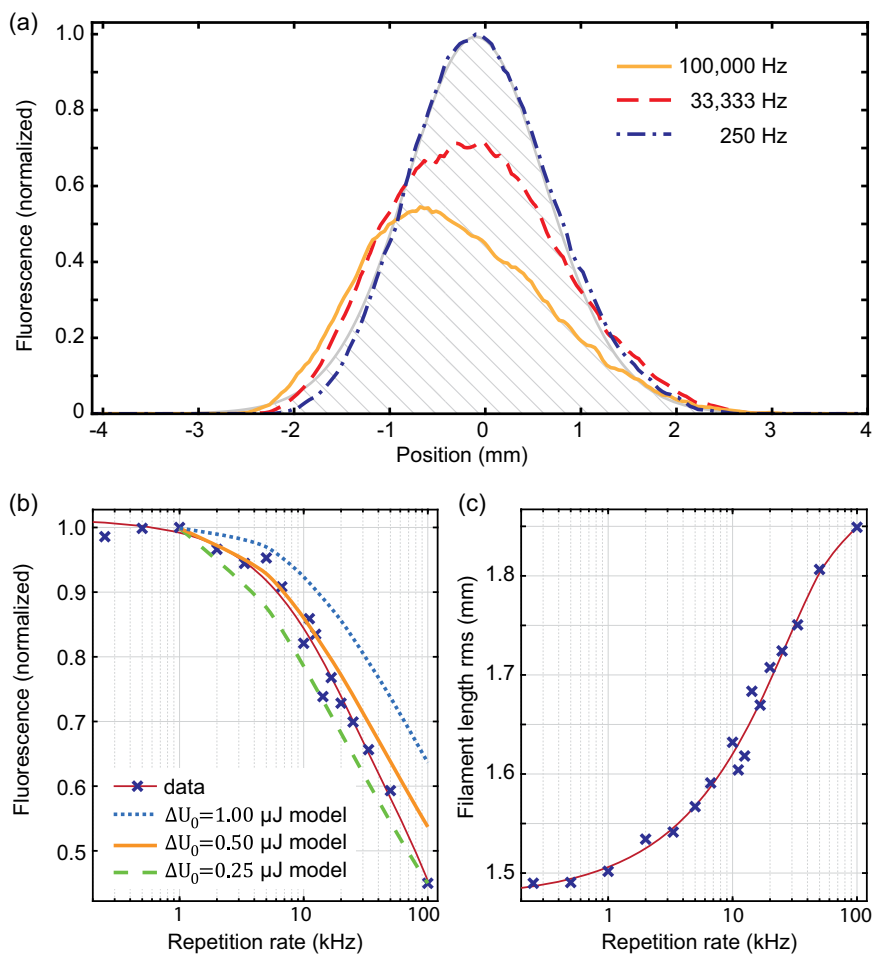 (a)
Fluorescence (normalized)
1.0
0.8
0.6
0.4
0.2
0
100,000 Hz
33,333 Hz
250 Hz
-4
-3
-2
-1
0
1
2
3
4
Position (mm)
(b)
Fluorescence (normalized)
1.0
0.9
0.8
0.7
0.6
0.5
data
ΔU₀=1.00 μJ model
ΔU₀=0.50 μJ model
ΔU₀=0.25 μJ model
1
10
100
Repetition rate (kHz)
(c)
Filament length rms (mm)
1.8
1.7
1.6
1.5
1
10
100
Repetition rate (kHz)